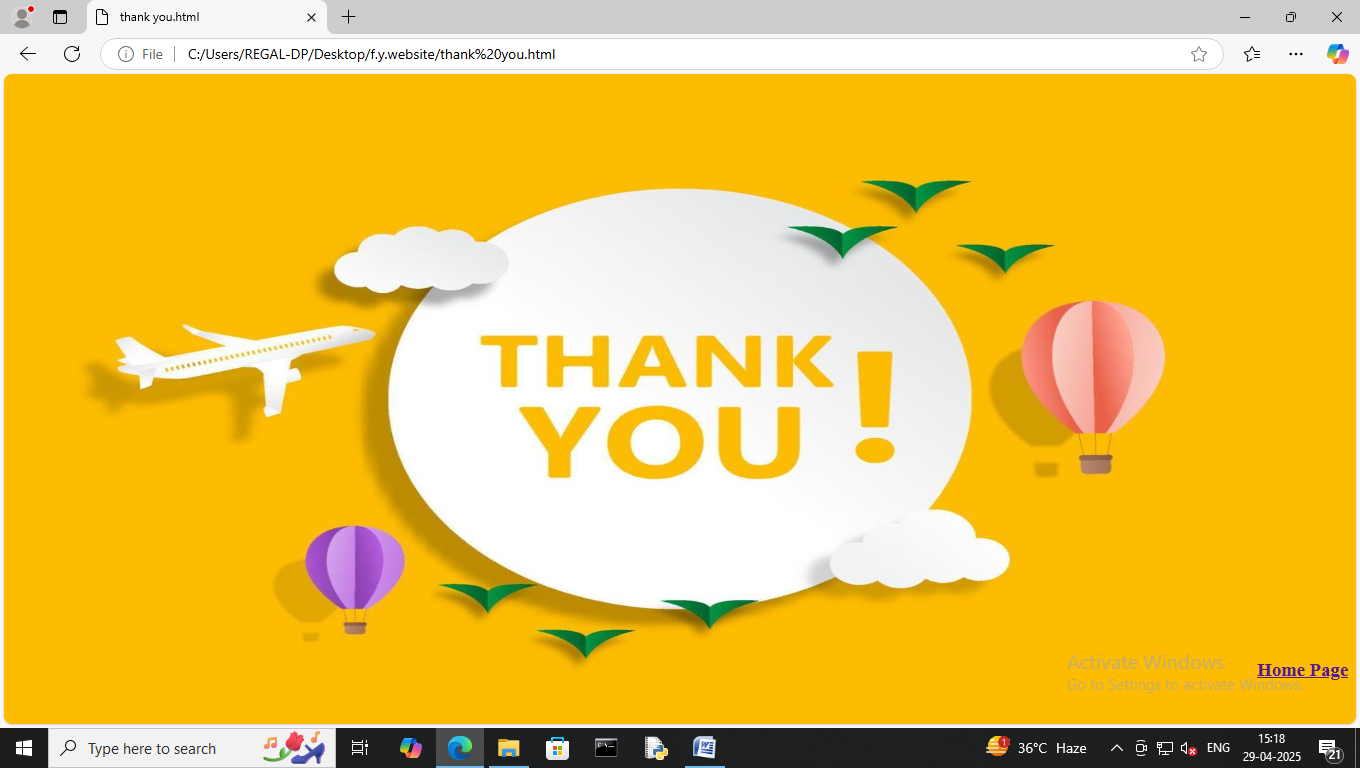 thank you.html
File
C:/Users/REGAL-DP/Desktop/f.y.website/thank%20you.html
THANK
YOU !
Activate Windows
Go to Settings to activate Windows.
Home Page
Type here to search
1
36°C Haze
ENG
15:18
29-04-2025
21